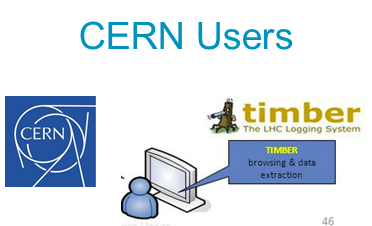 CERN Users
CERN
timber
The LHC Logging System
TIMBER
browsing & data
extraction
46